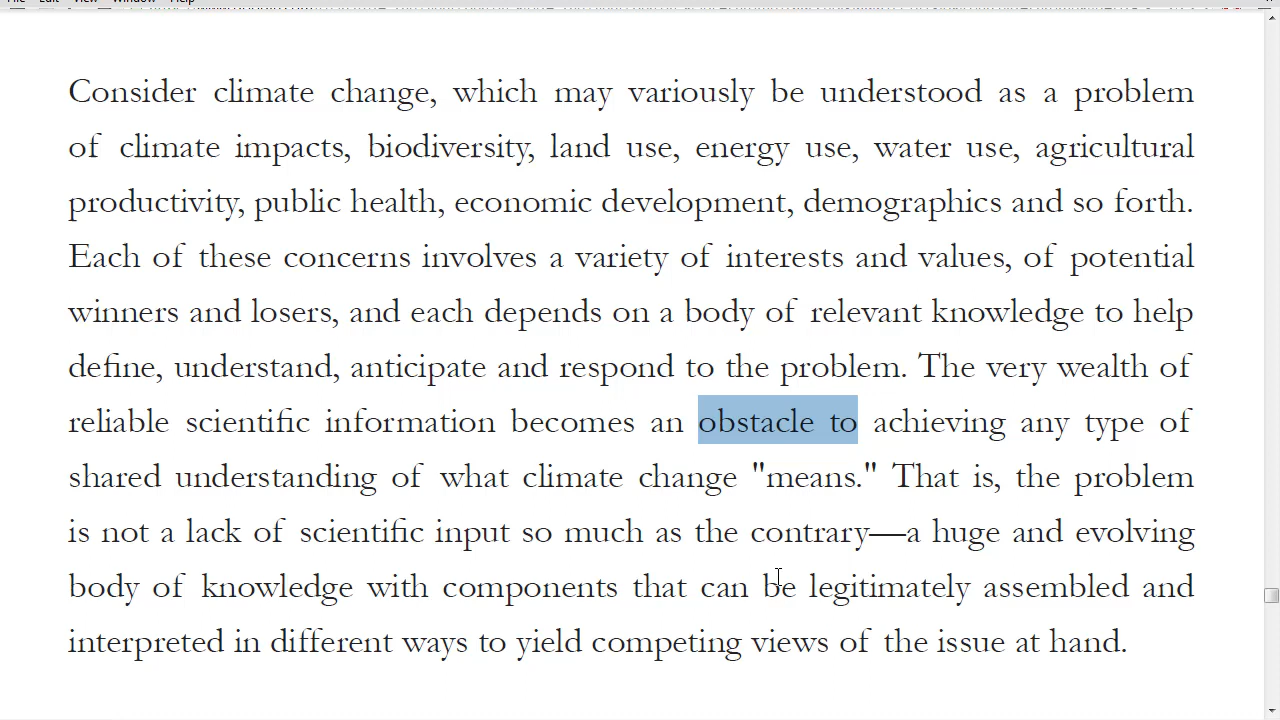 File Edit View Window Help
Consider climate change, which may variously be understood as a problem
of climate impacts, biodiversity, land use, energy use, water use, agricultural
productivity, public health, economic development, demographics and so forth.
Each of these concerns involves a variety of interests and values, of potential
winners and losers, and each depends on a body of relevant knowledge to help
define, understand, anticipate and respond to the problem. The very wealth of
reliable scientific information becomes an obstacle to achieving any type of
shared understanding of what climate change "means." That is, the problem
is not a lack of scientific input so much as the contrary—a huge and evolving
body of knowledge with components that can be legitimately assembled and
interpreted in different ways to yield competing views of the issue at hand.